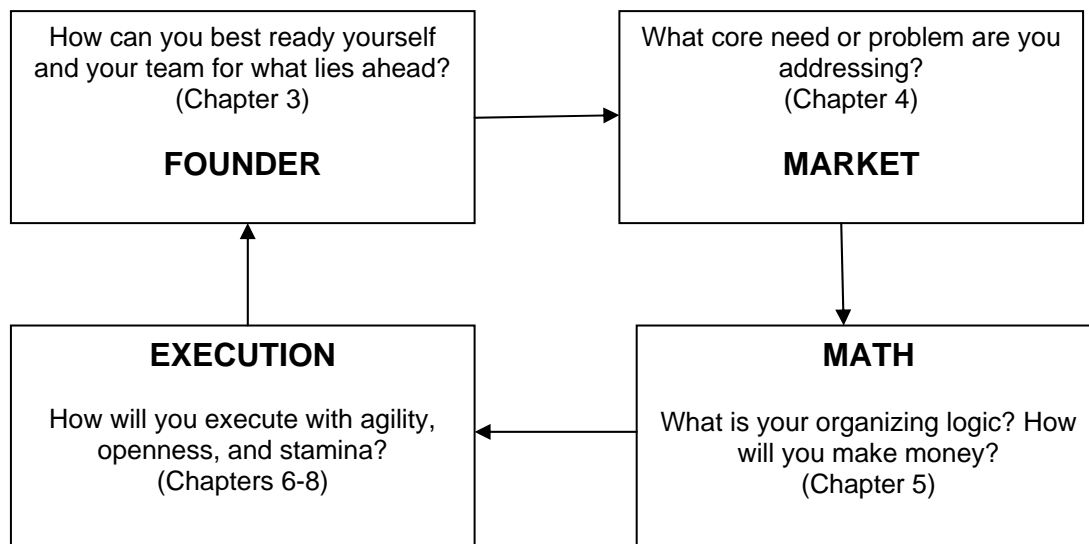 How can you best ready yourself
and your team for what lies ahead?
(Chapter 3)
FOUNDER
What core need or problem are you
addressing?
(Chapter 4)
MARKET
EXECUTION
How will you execute with agility,
openness, and stamina?
(Chapters 6-8)
MATH
What is your organizing logic? How
will you make money?
(Chapter 5)